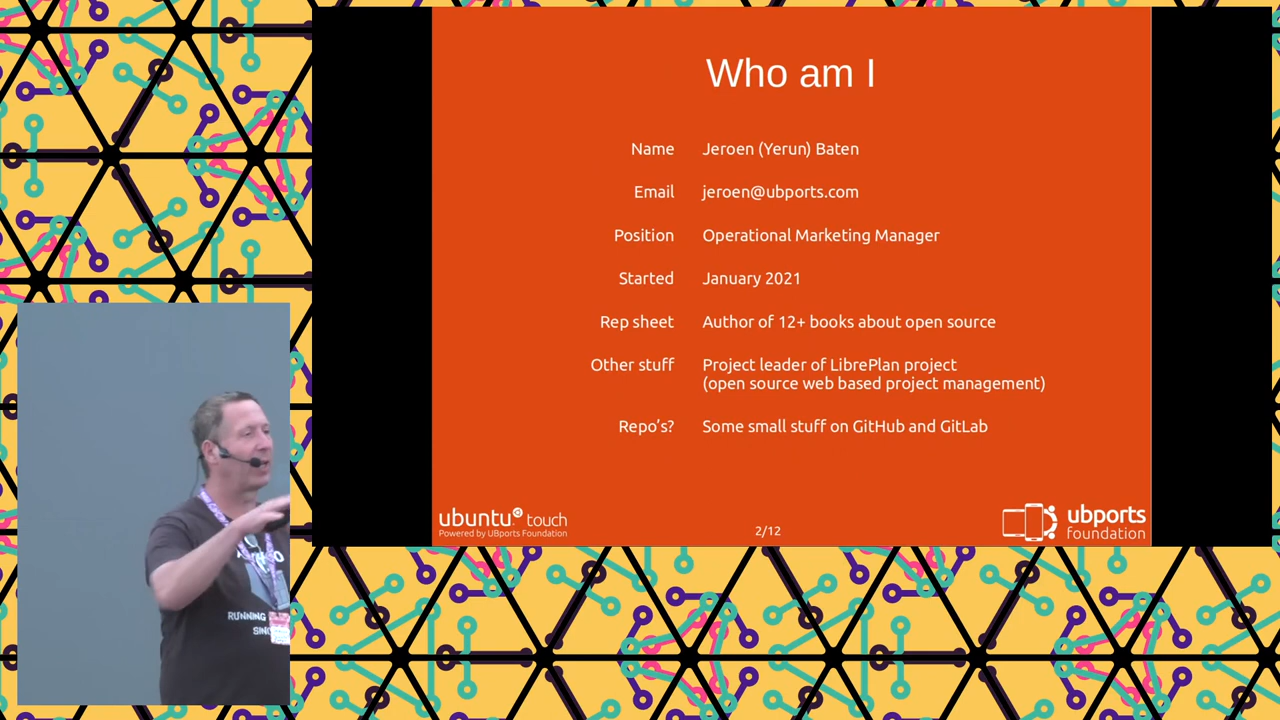 Who am I
Name Jeroen (Yerun) Baten
Email jeroen@ubports.com
Position Operational Marketing Manager
Started January 2021
Rep sheet Author of 12+ books about open source
Other stuff Project leader of LibrePlan project
(open source web based project management)
Repo’s? Some small stuff on GitHub and GitLab
ubuntu touch
Powered by UBports Foundation
2/12
ubports
foundation
RUNNING